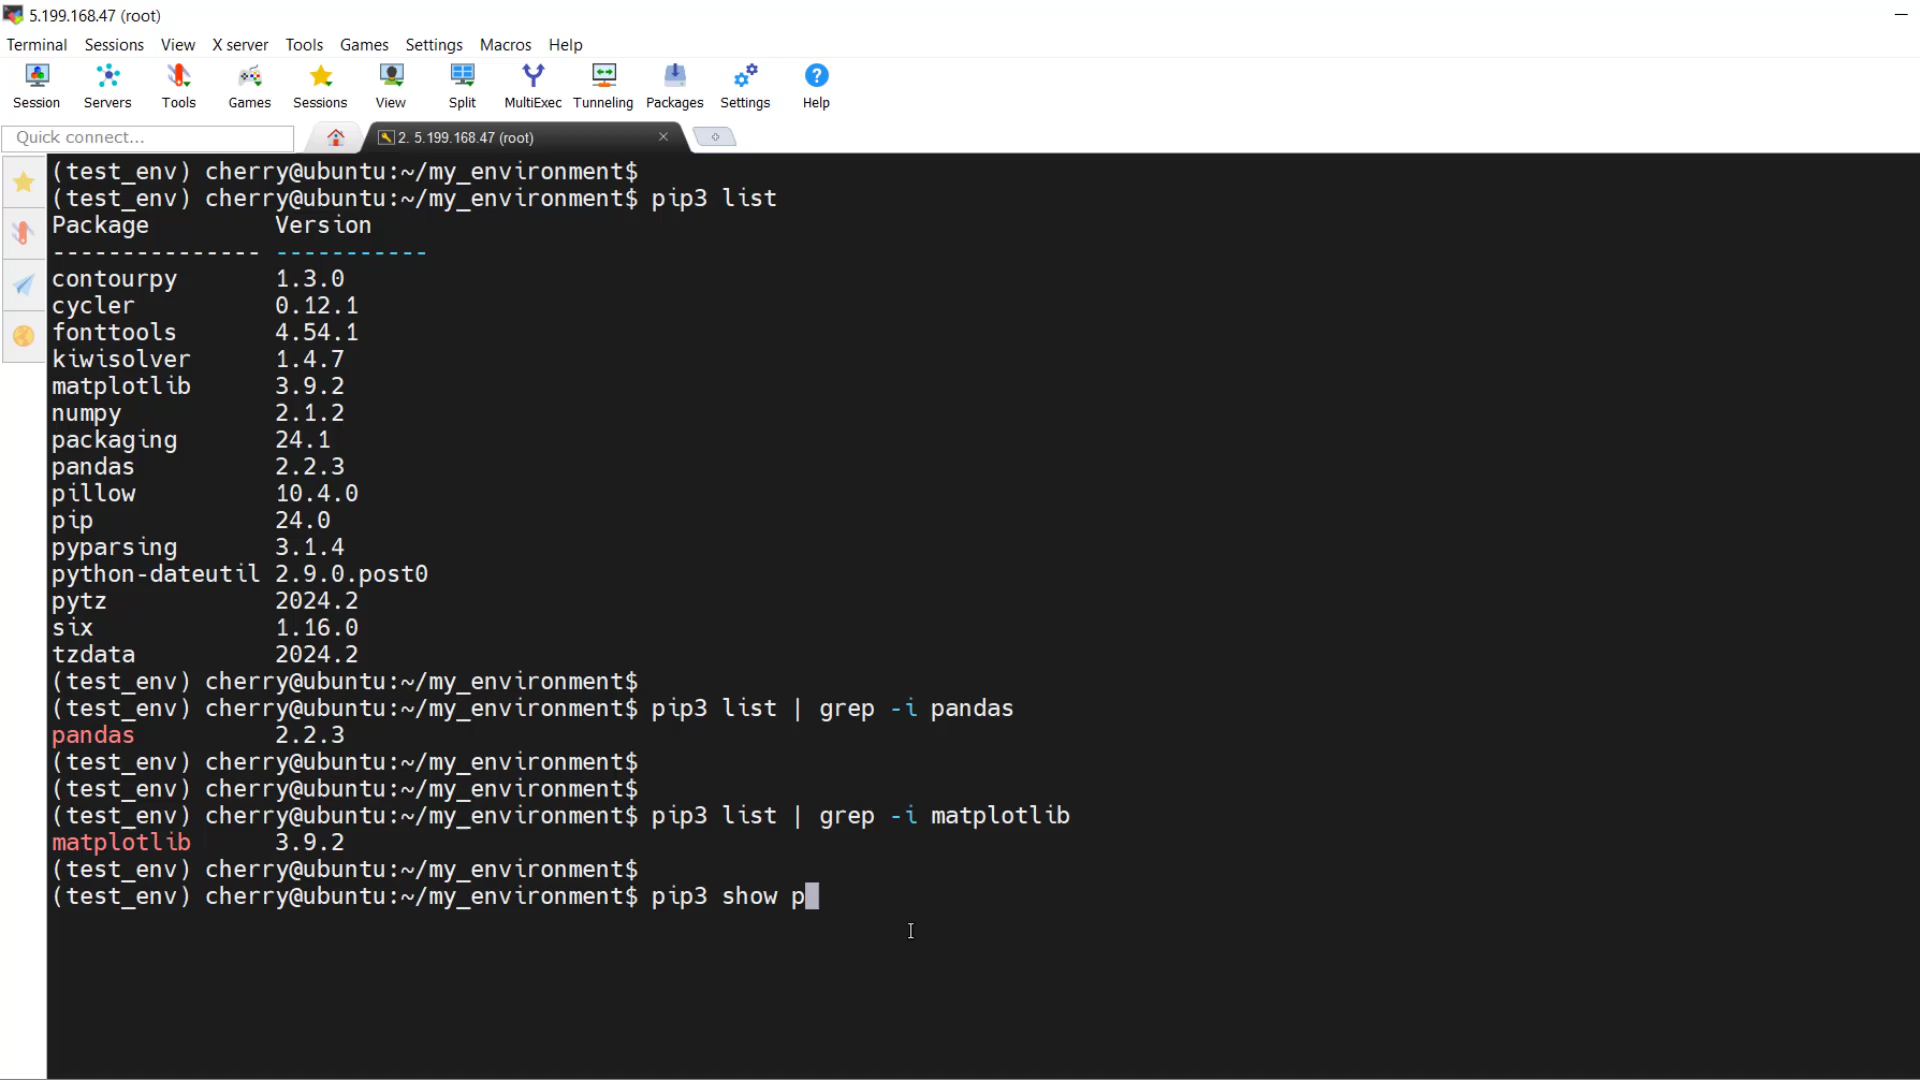 5.199.168.47 (root)
Terminal Sessions View X server Tools Games Settings Macros Help
Session Servers Tools Games Sessions View Split MultiExec Tunneling Packages Settings Help
Quick connect... 2. 5.199.168.47 (root)
(test_env) cherry@ubuntu:~/my_environment$
(test_env) cherry@ubuntu:~/my_environment$ pip3 list
Package         Version
--------------- -----------
contourpy       1.3.0
cycler          0.12.1
fonttools       4.54.1
kiwisolver      1.4.7
matplotlib      3.9.2
numpy           2.1.2
packaging       24.1
pandas          2.2.3
pillow          10.4.0
pip             24.0
pyparsing       3.1.4
python-dateutil 2.9.0.post0
pytz            2024.2
six             1.16.0
tzdata          2024.2
(test_env) cherry@ubuntu:~/my_environment$
(test_env) cherry@ubuntu:~/my_environment$ pip3 list | grep -i pandas
pandas          2.2.3
(test_env) cherry@ubuntu:~/my_environment$
(test_env) cherry@ubuntu:~/my_environment$
(test_env) cherry@ubuntu:~/my_environment$ pip3 list | grep -i matplotlib
matplotlib      3.9.2
(test_env) cherry@ubuntu:~/my_environment$
(test_env) cherry@ubuntu:~/my_environment$ pip3 show p